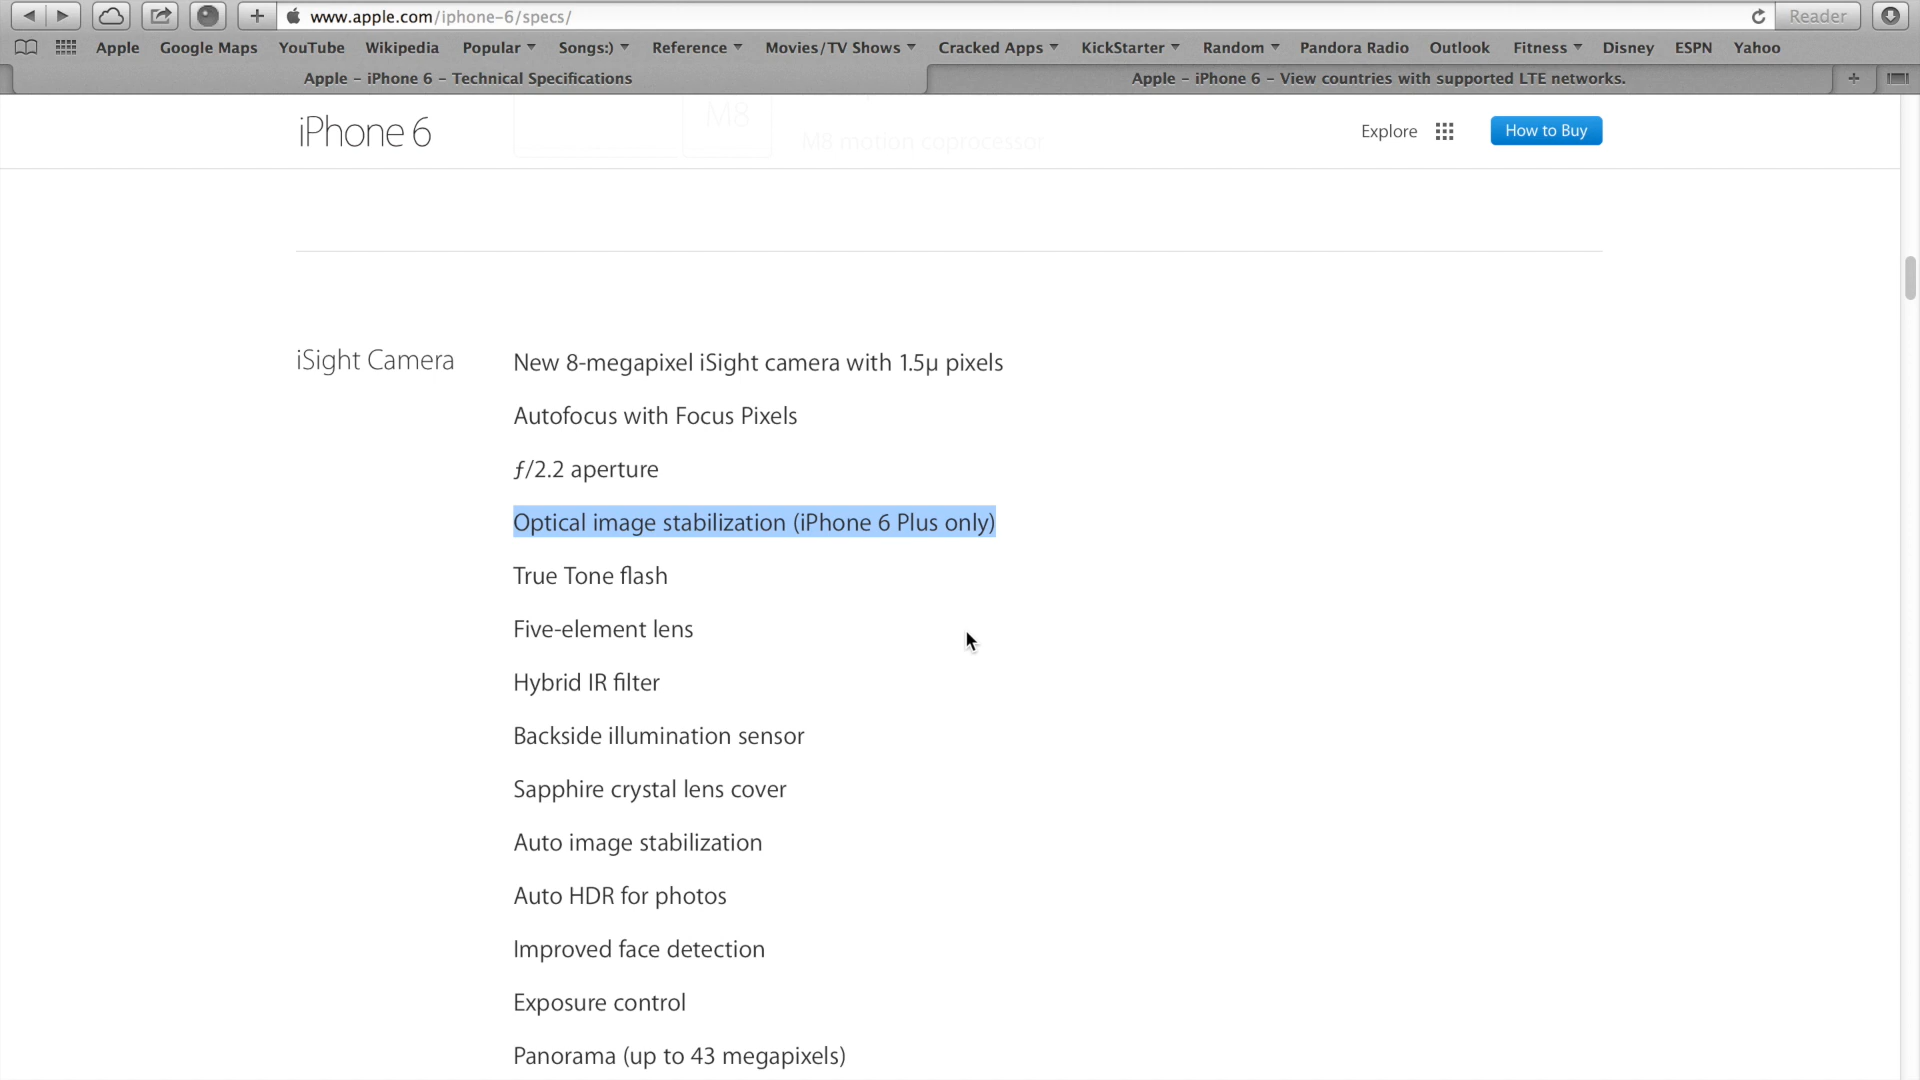 www.apple.com/iphone-6/specs/
Reader
Apple Google Maps YouTube Wikipedia Popular Songs:) Reference Movies/TV Shows Cracked Apps KickStarter Random Pandora Radio Outlook Fitness Disney ESPN Yahoo
Apple – iPhone 6 – Technical Specifications
Apple – iPhone 6 – View countries with supported LTE networks.
M8
iPhone 6
M8 motion coprocessor
Explore
How to Buy
iSight Camera
New 8-megapixel iSight camera with 1.5µ pixels
Autofocus with Focus Pixels
ƒ/2.2 aperture
Optical image stabilization (iPhone 6 Plus only)
True Tone flash
Five-element lens
Hybrid IR filter
Backside illumination sensor
Sapphire crystal lens cover
Auto image stabilization
Auto HDR for photos
Improved face detection
Exposure control
Panorama (up to 43 megapixels)